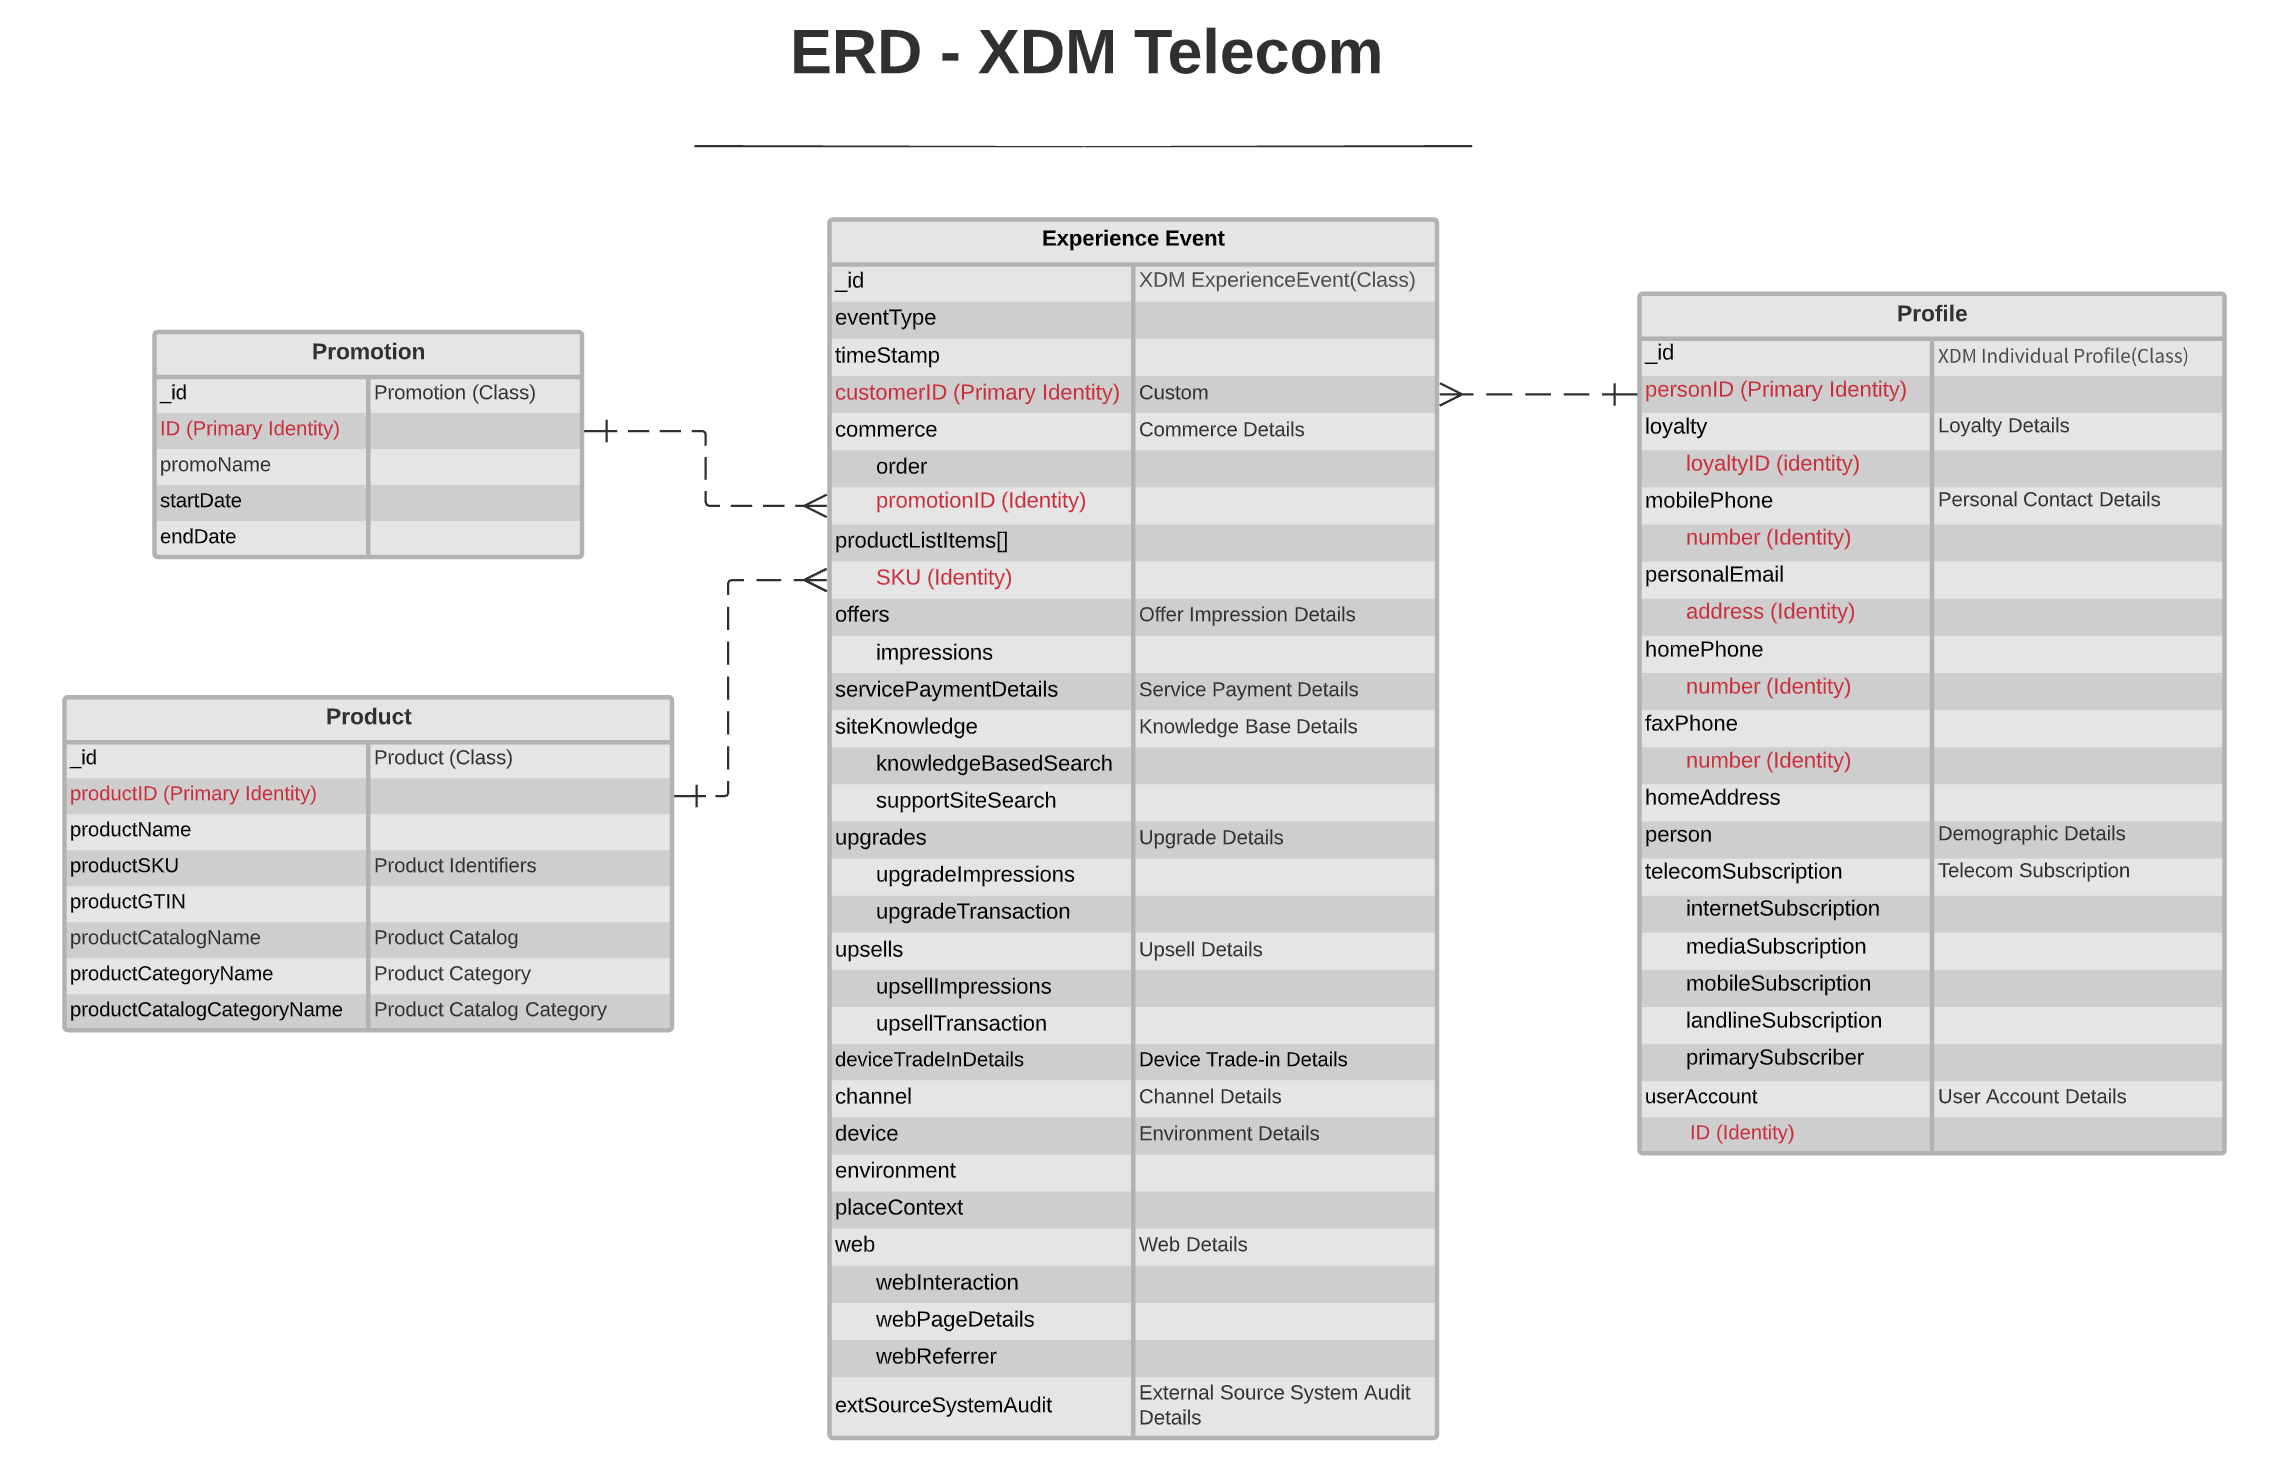 ERD - XDM Telecom
Promotion
_id Promotion (Class)
ID (Primary Identity)
promoName
startDate
endDate
Product
_id Product (Class)
productID (Primary Identity)
productName
productSKU Product Identifiers
productGTIN
productCatalogName Product Catalog
productCategoryName Product Category
productCatalogCategoryName Product Catalog Category
Experience Event
_id XDM ExperienceEvent(Class)
eventType
timeStamp
customerID (Primary Identity) Custom
commerce Commerce Details
order
promotionID (Identity)
productListItems[]
SKU (Identity)
offers Offer Impression Details
impressions
servicePaymentDetails Service Payment Details
siteKnowledge Knowledge Base Details
knowledgeBasedSearch
supportSiteSearch
upgrades Upgrade Details
upgradeImpressions
upgradeTransaction
upsells Upsell Details
upsellImpressions
upsellTransaction
deviceTradeInDetails Device Trade-in Details
channel Channel Details
device Environment Details
environment
placeContext
web Web Details
webInteraction
webPageDetails
webReferrer
extSourceSystemAudit External Source System Audit
Details
Profile
_id XDM Individual Profile(Class)
personID (Primary Identity)
loyalty Loyalty Details
loyaltyID (identity)
mobilePhone Personal Contact Details
number (Identity)
personalEmail
address (Identity)
homePhone
number (Identity)
faxPhone
number (Identity)
homeAddress
person Demographic Details
telecomSubscription Telecom Subscription
internetSubscription
mediaSubscription
mobileSubscription
landlineSubscription
primarySubscriber
userAccount User Account Details
ID (Identity)